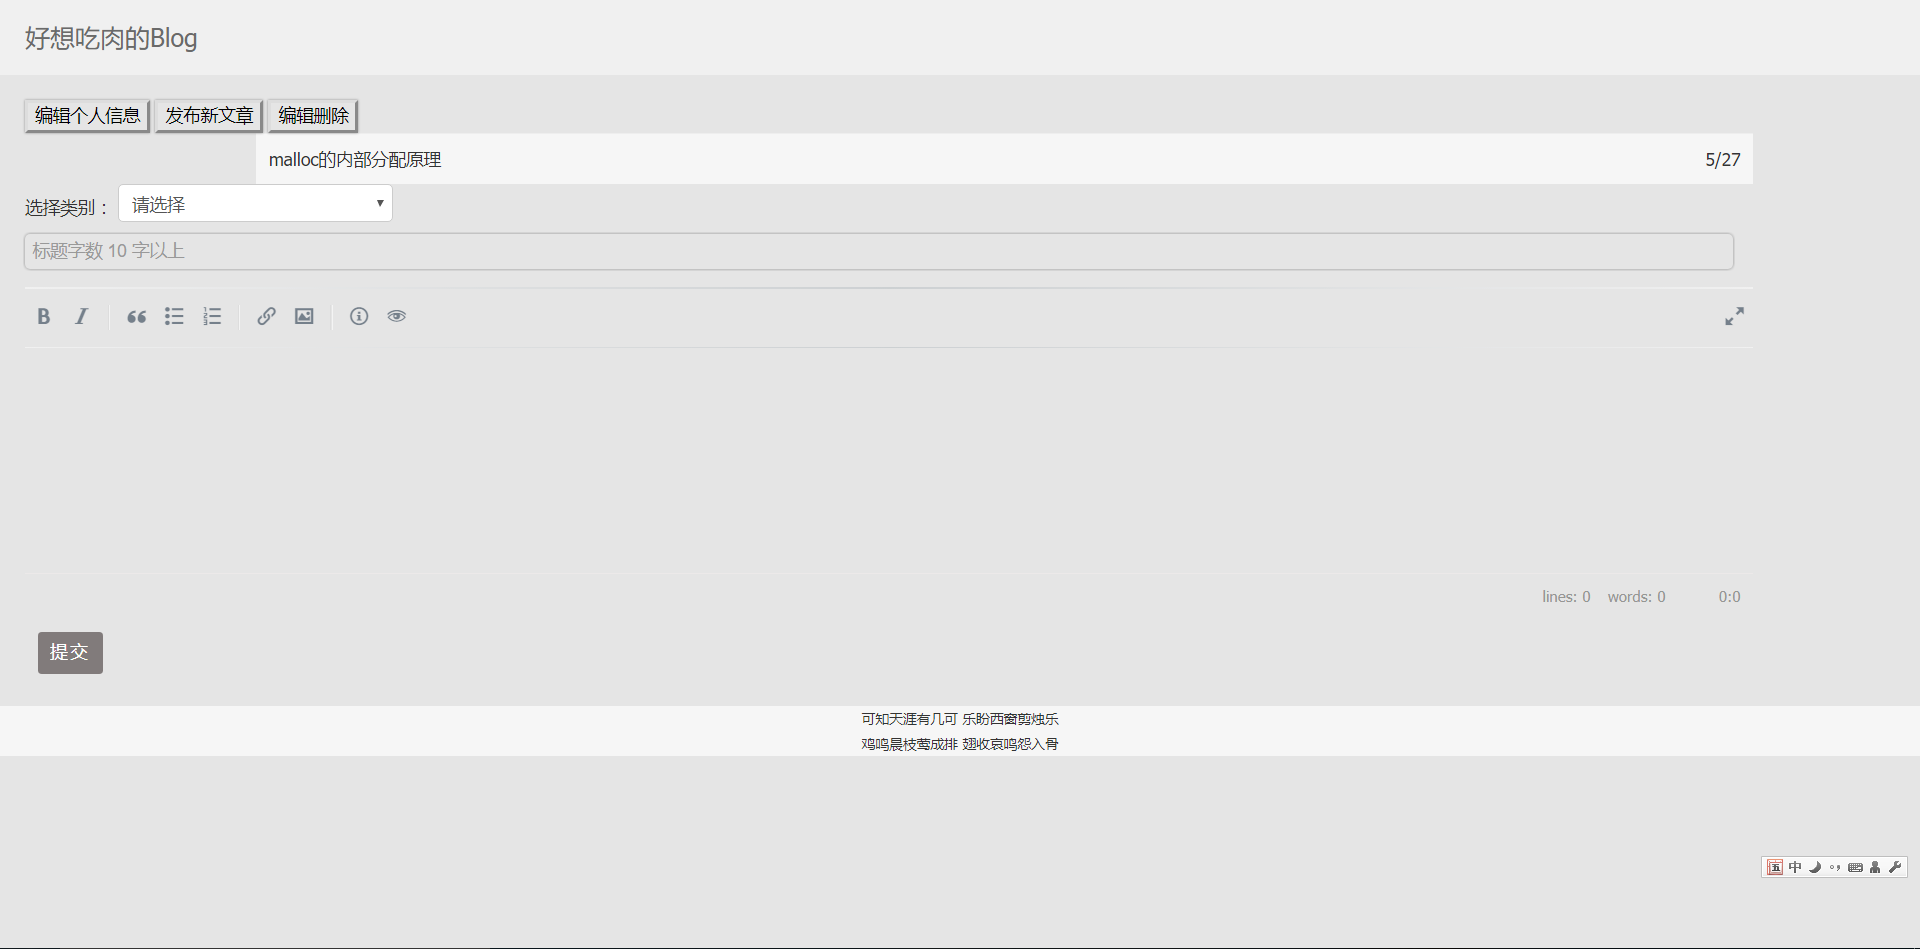 好想吃肉的Blog
编辑个人信息 发布新文章 编辑删除
malloc的内部分配原理 5/27
选择类别： 请选择
标题字数 10 字以上
lines: 0 words: 0 0:0
提交
可知天涯有几可 乐盼西窗剪烛乐
鸡鸣晨枝莺成排 翅收哀鸣怨入骨
五 中